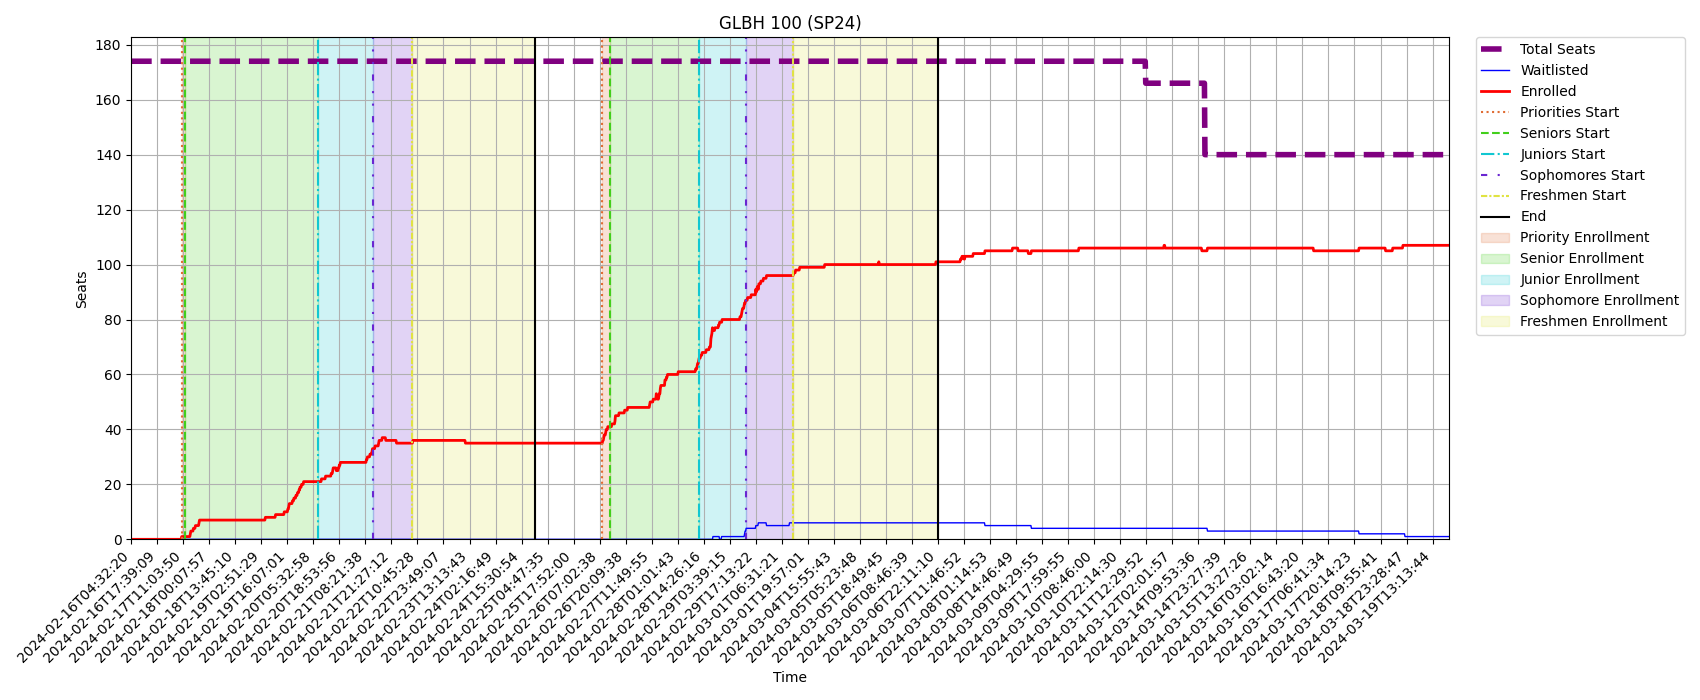 GLBH 100 (SP24)
Total Seats
Waitlisted
Enrolled
Priorities Start
Seniors Start
Juniors Start
Sophomores Start
Freshmen Start
End
Priority Enrollment
Senior Enrollment
Junior Enrollment
Sophomore Enrollment
Freshmen Enrollment
Seats
180
160
140
120
100
80
60
40
20
0
2024-02-16T04:32:20
2024-02-16T17:39:09
2024-02-17T11:03:50
2024-02-18T00:07:57
2024-02-18T13:45:10
2024-02-19T02:51:29
2024-02-19T16:07:01
2024-02-20T05:32:58
2024-02-20T18:53:56
2024-02-21T08:21:38
2024-02-21T21:27:12
2024-02-22T10:45:28
2024-02-22T23:49:07
2024-02-23T13:13:43
2024-02-24T02:16:49
2024-02-24T15:30:54
2024-02-25T04:47:35
2024-02-25T17:52:00
2024-02-26T07:02:38
2024-02-26T20:09:38
2024-02-27T11:49:55
2024-02-28T01:01:43
2024-02-28T14:26:16
2024-02-29T03:39:15
2024-02-29T17:13:22
2024-03-01T06:31:21
2024-03-01T19:57:01
2024-03-04T15:55:43
2024-03-05T05:23:48
2024-03-05T18:49:45
2024-03-06T08:46:39
2024-03-06T22:11:10
2024-03-07T11:46:52
2024-03-08T01:14:53
2024-03-08T14:46:49
2024-03-09T04:29:55
2024-03-09T17:59:55
2024-03-10T08:46:00
2024-03-10T22:14:30
2024-03-11T12:29:52
2024-03-12T02:01:57
2024-03-14T09:53:36
2024-03-14T23:27:39
2024-03-15T13:27:26
2024-03-16T03:02:14
2024-03-16T16:43:20
2024-03-17T06:41:34
2024-03-17T20:14:23
2024-03-18T09:55:41
2024-03-18T23:28:47
2024-03-19T13:13:44
Time